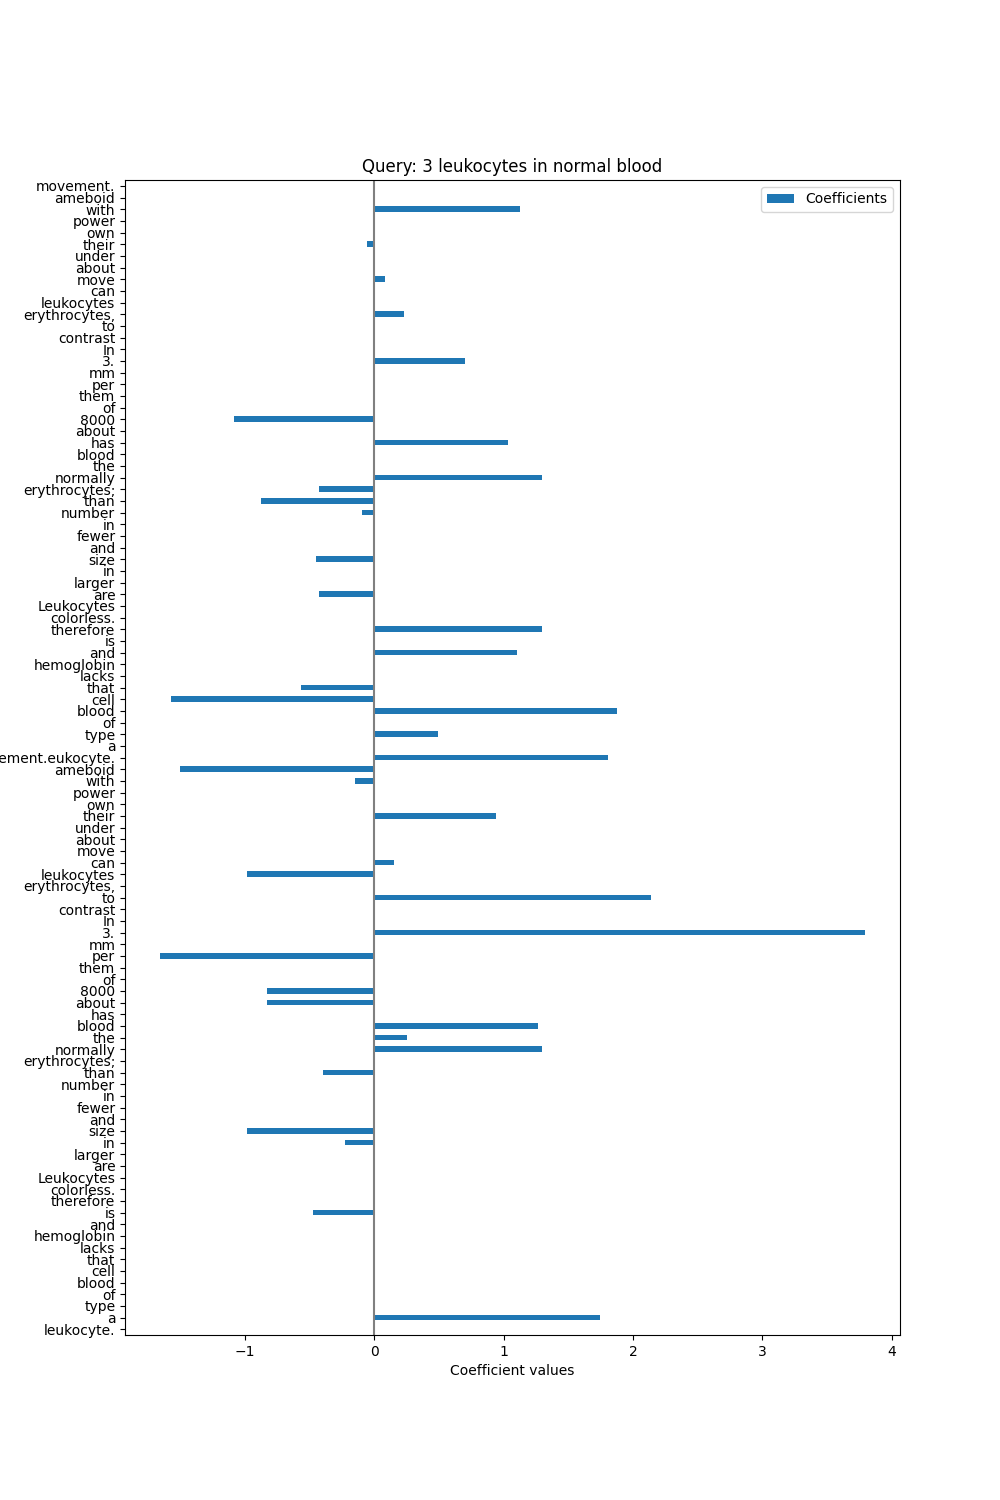 Query: 3 leukocytes in normal blood
Coefficients
movement.
ameboid
with
power
own
their
under
about
move
can
leukocytes
erythrocytes,
to
contrast
In
3.
mm
per
them
of
8000
about
has
blood
the
normally
erythrocytes;
than
number
in
fewer
and
size
in
larger
are
Leukocytes
colorless.
therefore
is
and
hemoglobin
lacks
that
cell
blood
of
type
a
ement.eukocyte.
ameboid
with
power
own
their
under
about
move
can
leukocytes
erythrocytes,
to
contrast
In
3.
mm
per
them
of
8000
about
has
blood
the
normally
erythrocytes;
than
number
in
fewer
and
size
in
larger
are
Leukocytes
colorless.
therefore
is
and
hemoglobin
lacks
that
cell
blood
of
type
a
leukocyte.
−1 0 1 2 3 4
Coefficient values